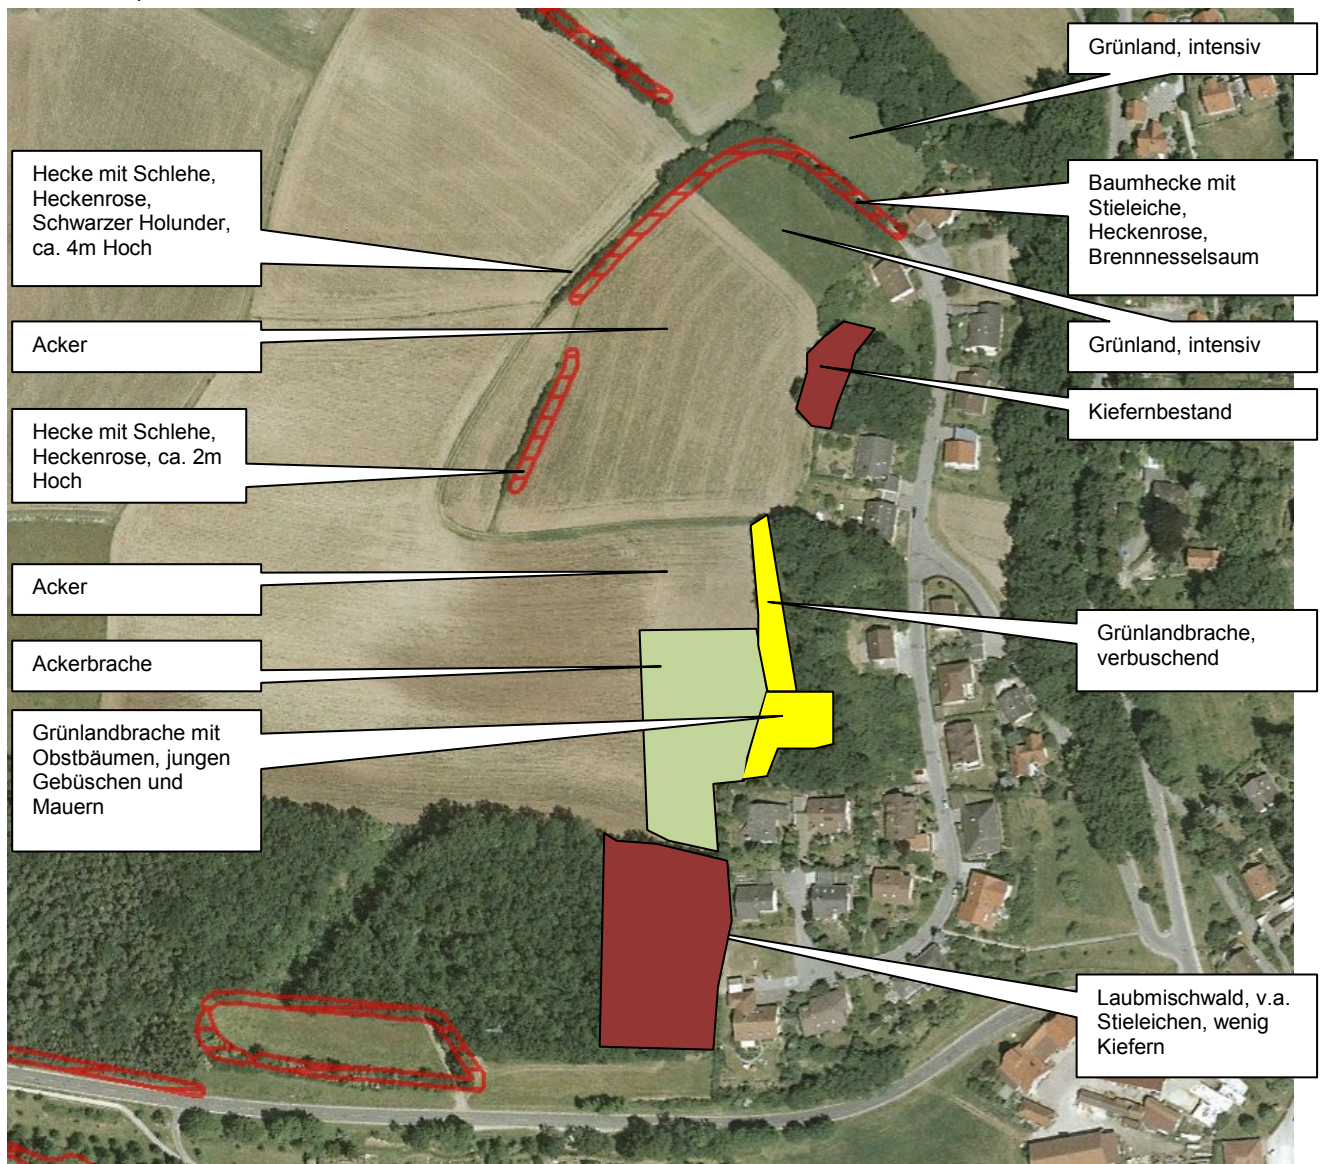 Grünland, intensiv
Hecke mit Schlehe,
Heckenrose,
Schwarzer Holunder,
ca. 4m Hoch
Baumhecke mit
Stieleiche,
Heckenrose,
Brennnesselsaum
Acker
Grünland, intensiv
Kiefernbestand
Hecke mit Schlehe,
Heckenrose, ca. 2m
Hoch
Acker
Grünlandbrache,
verbuschend
Ackerbrache
Grünlandbrache mit
Obstbäumen, jungen
Gebüschen und
Mauern
Laubmischwald, v.a.
Stieleichen, wenig
Kiefern